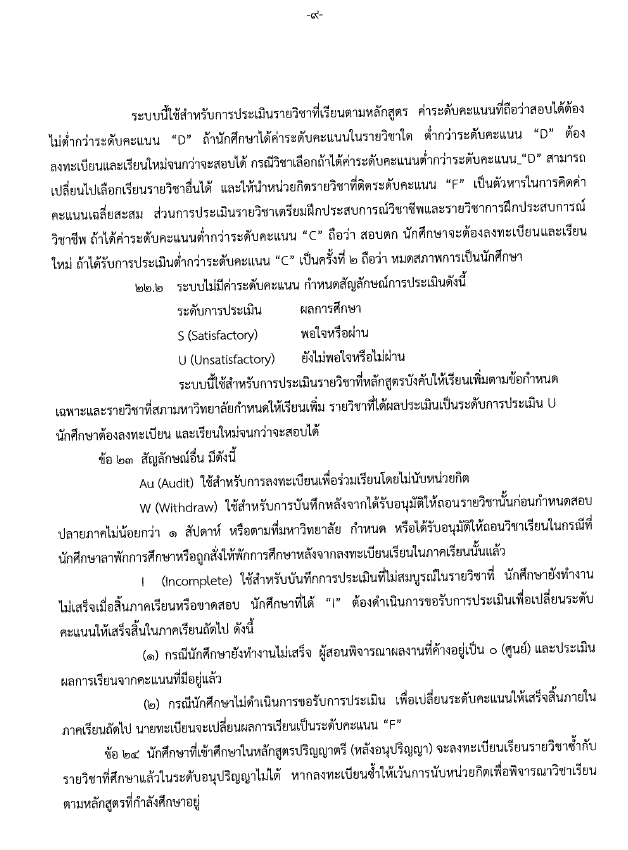 -๙-
ระบบนี้ใช้สำหรับการประเมินรายวิชาที่เรียนตามหลักสูตร ค่าระดับคะแนนที่ถือว่าสอบได้ต้อง
ไม่ต่ำกว่าระดับคะแนน “D” ถ้านักศึกษาได้ค่าระดับคะแนนในรายวิชาใด ต่ำกว่าระดับคะแนน “D” ต้อง
ลงทะเบียนและเรียนใหม่จนกว่าจะสอบได้ กรณีวิชาเลือกถ้าได้ค่าระดับคะแนนต่ำกว่าระดับคะแนน “D” สามารถ
เปลี่ยนไปเลือกเรียนรายวิชาอื่นได้ และให้นำหน่วยกิตรายวิชาที่ติดระดับคะแนน “F” เป็นตัวหารในการคิดค่า
คะแนนเฉลี่ยสะสม ส่วนการประเมินรายวิชาเตรียมฝึกประสบการณ์วิชาชีพและรายวิชาการฝึกประสบการณ์
วิชาชีพ ถ้าได้ค่าระดับคะแนนต่ำกว่าระดับคะแนน “C” ถือว่า สอบตก นักศึกษาจะต้องลงทะเบียนและเรียน
ใหม่ ถ้าได้รับการประเมินต่ำกว่าระดับคะแนน “C” เป็นครั้งที่ ๒ ถือว่า หมดสภาพการเป็นนักศึกษา
๒๒.๒ ระบบไม่มีค่าระดับคะแนน กำหนดสัญลักษณ์การประเมินดังนี้
ระดับการประเมิน ผลการศึกษา
S (Satisfactory) พอใจหรือผ่าน
U (Unsatisfactory) ยังไม่พอใจหรือไม่ผ่าน
ระบบนี้ใช้สำหรับการประเมินรายวิชาที่หลักสูตรบังคับให้เรียนเพิ่มตามข้อกำหนด
เฉพาะและรายวิชาที่สภามหาวิทยาลัยกำหนดให้เรียนเพิ่ม รายวิชาที่ได้ผลประเมินเป็นระดับการประเมิน U
นักศึกษาต้องลงทะเบียน และเรียนใหม่จนกว่าจะสอบได้
ข้อ ๒๓ สัญลักษณ์อื่น มีดังนี้
Au (Audit) ใช้สำหรับการลงทะเบียนเพื่อร่วมเรียนโดยไม่นับหน่วยกิต
W (Withdraw) ใช้สำหรับการบันทึกหลังจากได้รับอนุมัติให้ถอนรายวิชานั้นก่อนกำหนดสอบ
ปลายภาคไม่น้อยกว่า ๑ สัปดาห์ หรือตามที่มหาวิทยาลัย กำหนด หรือได้รับอนุมัติให้ถอนวิชาเรียนในกรณีที่
นักศึกษาลาพักการศึกษาหรือถูกสั่งให้พักการศึกษาหลังจากลงทะเบียนเรียนในภาคเรียนนั้นแล้ว
I (Incomplete) ใช้สำหรับบันทึกการประเมินที่ไม่สมบูรณ์ในรายวิชาที่ นักศึกษายังทำงาน
ไม่เสร็จเมื่อสิ้นภาคเรียนหรือขาดสอบ นักศึกษาที่ได้ “I” ต้องดำเนินการขอรับการประเมินเพื่อเปลี่ยนระดับ
คะแนนให้เสร็จสิ้นในภาคเรียนถัดไป ดังนี้
(๑) กรณีนักศึกษายังทำงานไม่เสร็จ ผู้สอนพิจารณาผลงานที่ค้างอยู่เป็น ๐ (ศูนย์) และประเมิน
ผลการเรียนจากคะแนนที่มีอยู่แล้ว
(๒) กรณีนักศึกษาไม่ดำเนินการขอรับการประเมิน เพื่อเปลี่ยนระดับคะแนนให้เสร็จสิ้นภายใน
ภาคเรียนถัดไป นายทะเบียนจะเปลี่ยนผลการเรียนเป็นระดับคะแนน “F”
ข้อ ๒๔ นักศึกษาที่เข้าศึกษาในหลักสูตรปริญญาตรี (หลังอนุปริญญา) จะลงทะเบียนเรียนรายวิชาซ้ำกับ
รายวิชาที่ศึกษาแล้วในระดับอนุปริญญาไม่ได้ หากลงทะเบียนซ้ำให้เว้นการนับหน่วยกิตเพื่อพิจารณาวิชาเรียน
ตามหลักสูตรที่กำลังศึกษาอยู่